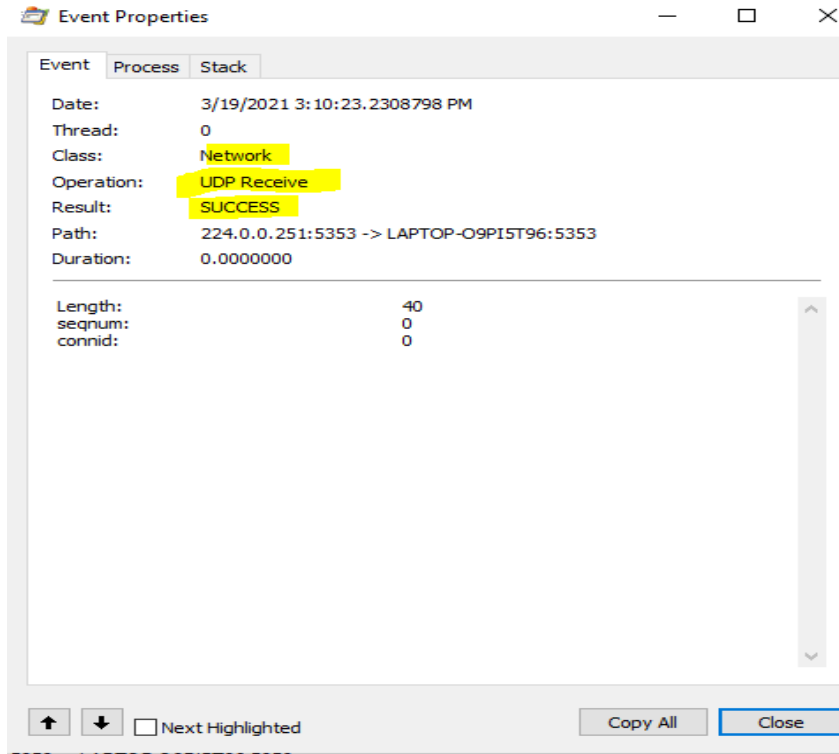 Event Properties
Event Process Stack
Date: 3/19/2021 3:10:23.2308798 PM
Thread: 0
Class: Network
Operation: UDP Receive
Result: SUCCESS
Path: 224.0.0.251:5353 -> LAPTOP-O9PI5T96:5353
Duration: 0.0000000
Length: 40
seqnum: 0
connid: 0
Next Highlighted Copy All Close